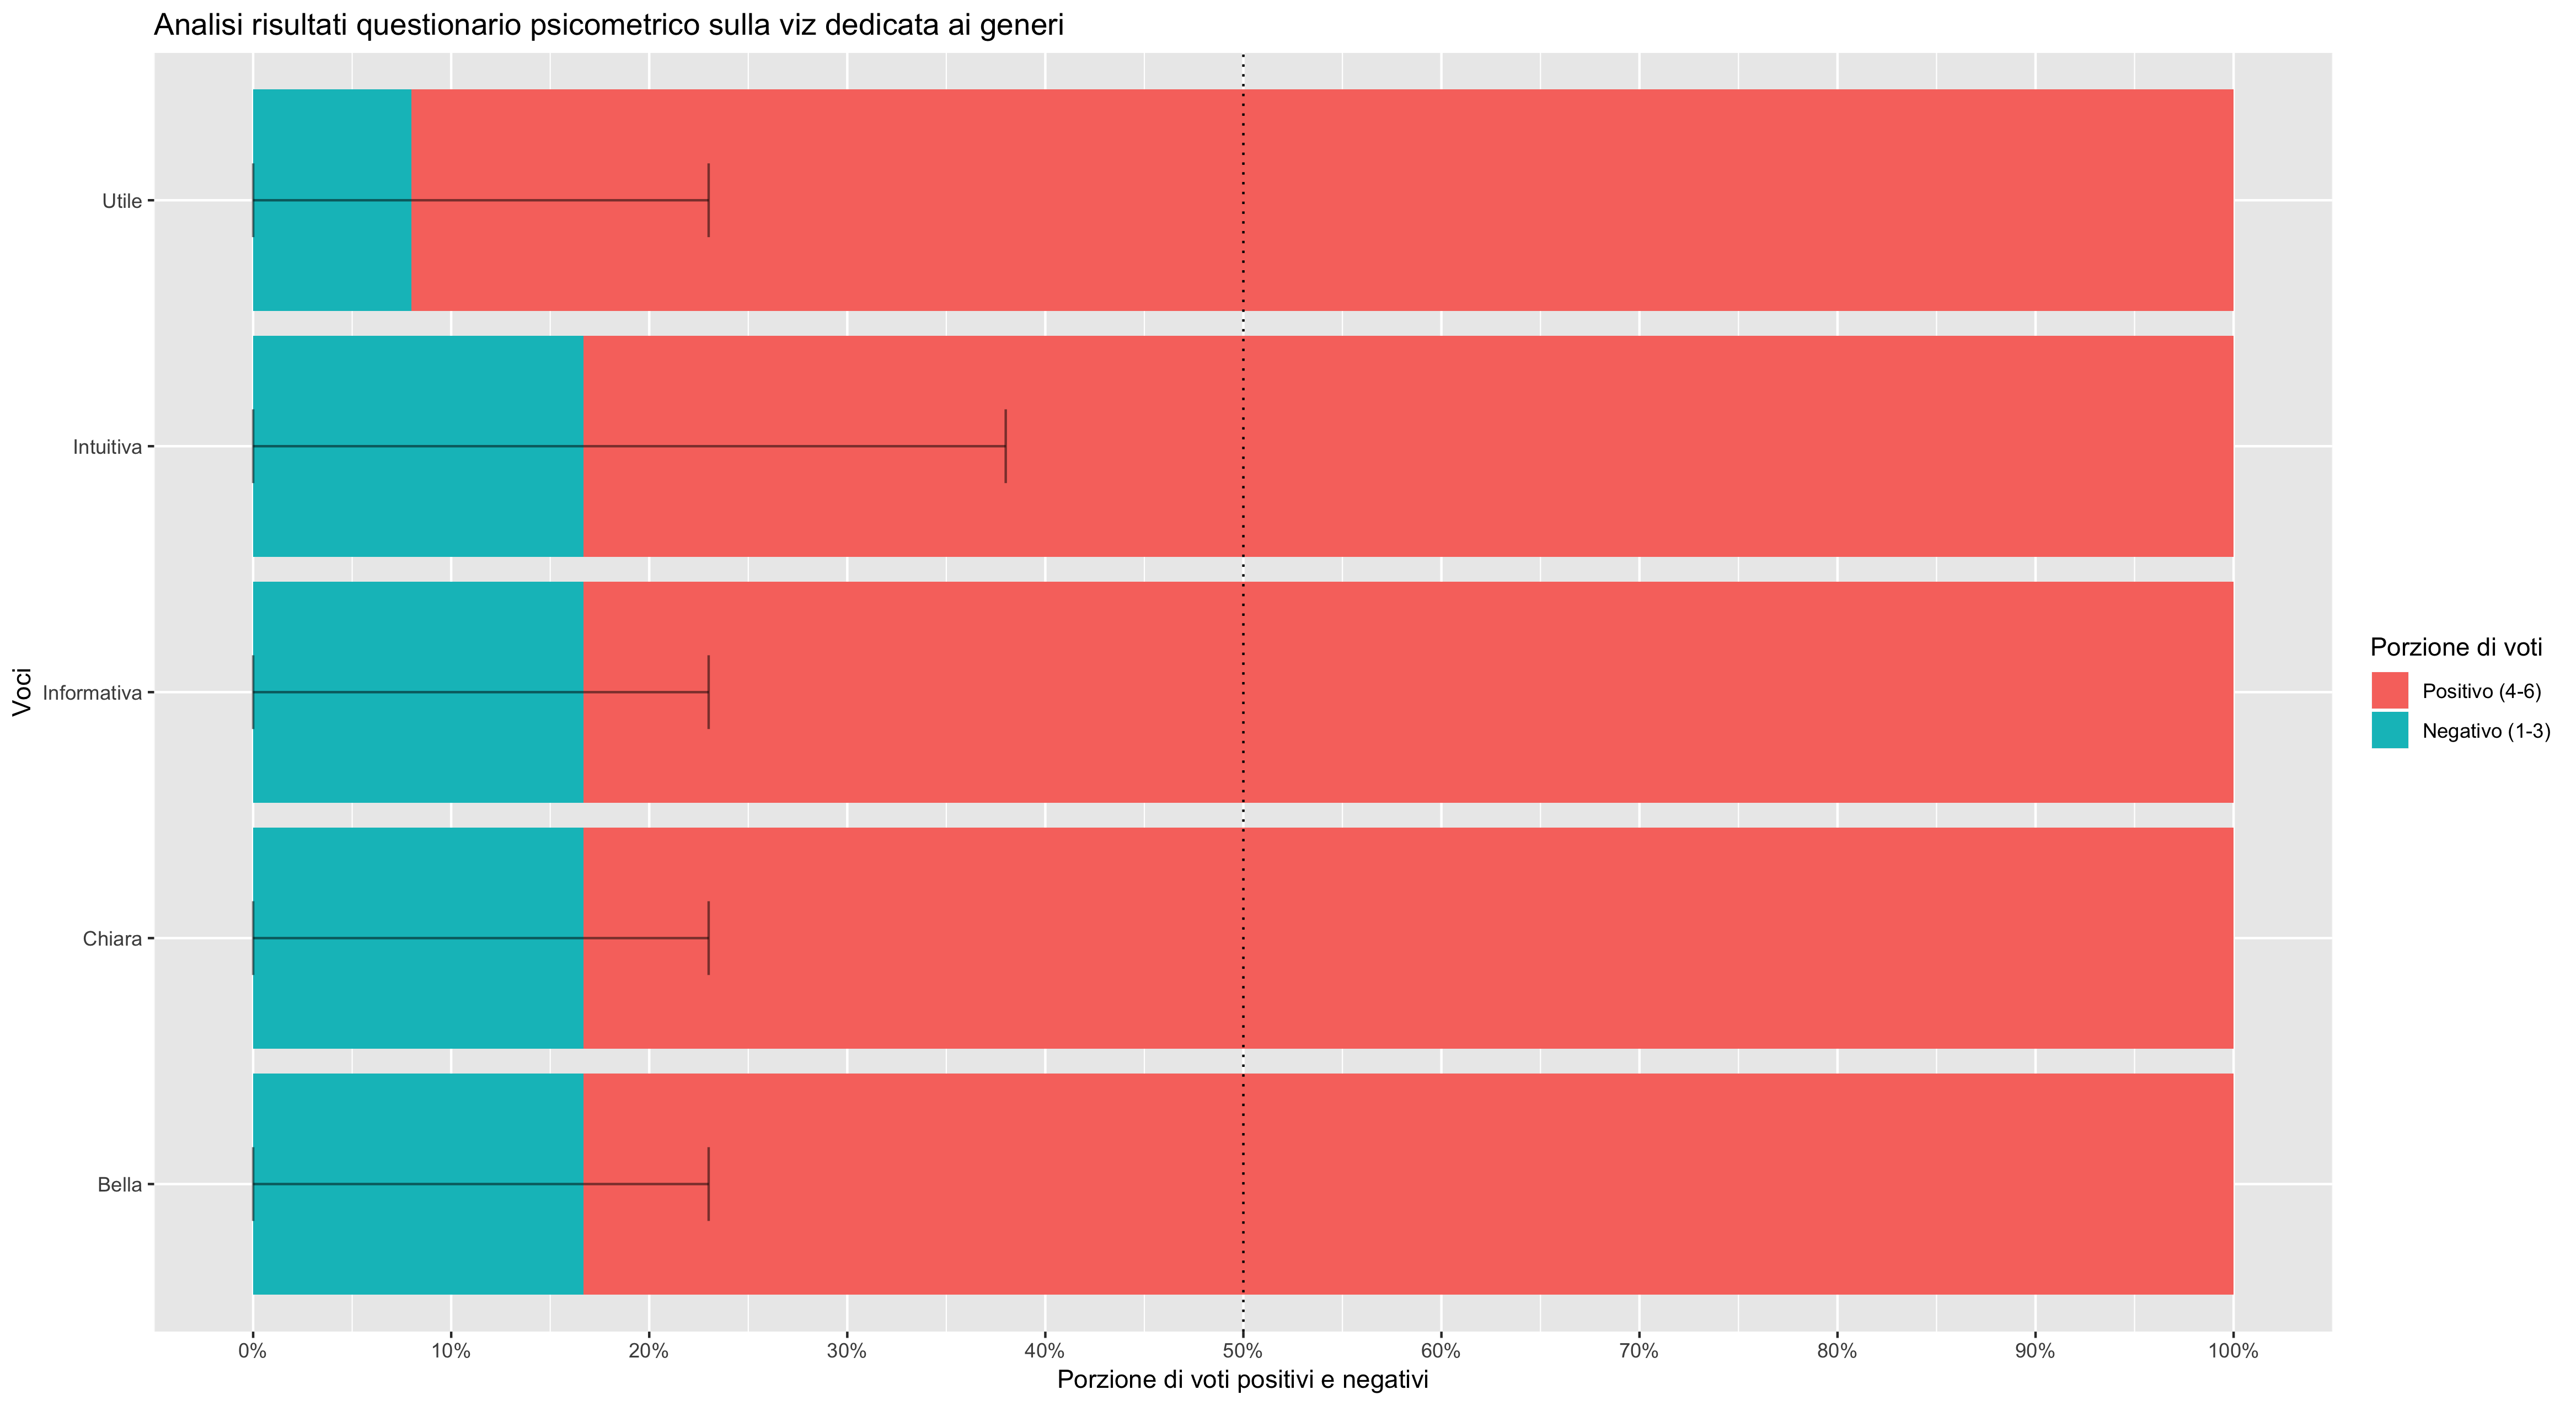 Analisi risultati questionario psicometrico sulla viz dedicata ai generi
Voci
Utile
Intuitiva
Informativa
Chiara
Bella
0% 10% 20% 30% 40% 50% 60% 70% 80% 90% 100%
Porzione di voti positivi e negativi
Porzione di voti
Positivo (4-6)
Negativo (1-3)